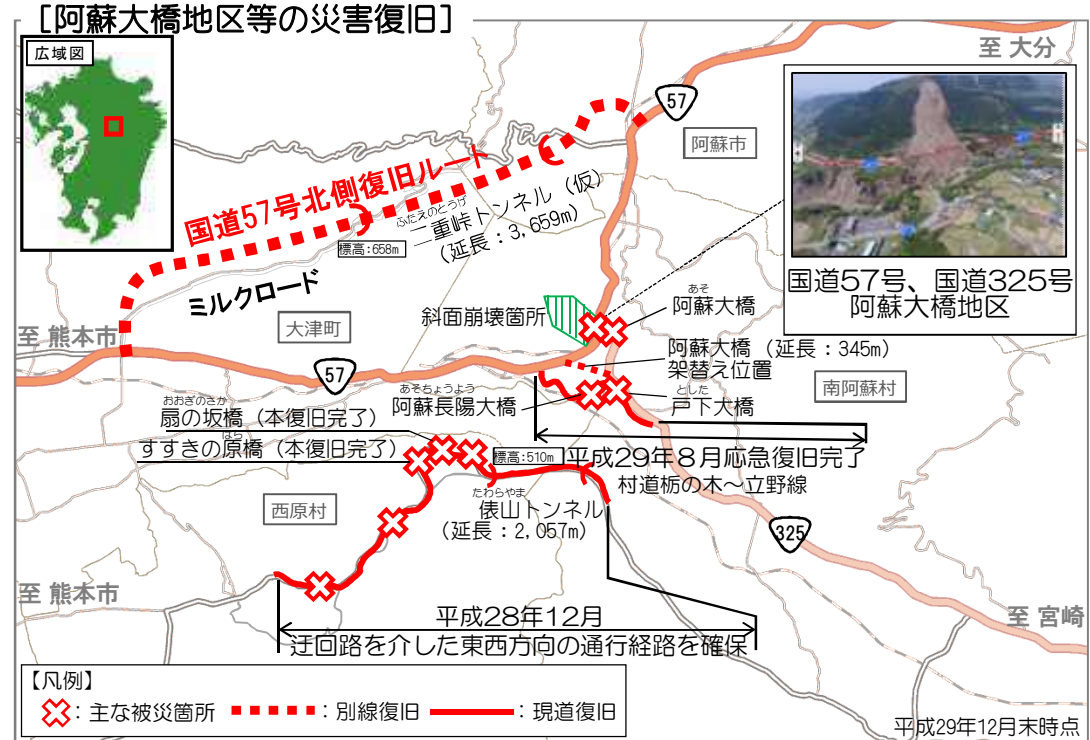 [阿蘇大橋地区等の災害復旧]
広域図
至 大分
57
阿蘇市
国道57号北側復旧ルート
ふたえのとうげ
二重峠トンネル（仮）
（延長：3,659m）
標高：658m
ミルクロード
国道57号、国道325号
阿蘇大橋地区
斜面崩壊箇所
あそ
阿蘇大橋
至 熊本市
大津町
57
阿蘇大橋（延長：345m）
架替え位置
南阿蘇村
あそちょうよう
阿蘇長陽大橋
とした
戸下大橋
おおぎのさか
扇の坂橋（本復旧完了）
はら
すすきの原橋（本復旧完了）
標高：510m
平成29年8月応急復旧完了
村道栃の木～立野線
西原村
たわらやま
俵山トンネル
（延長：2,057m）
325
至 熊本市
至 宮崎
平成28年12月
迂回路を介した東西方向の通行経路を確保
【凡例】
：主な被災箇所 ：別線復旧 ：現道復旧
平成29年12月末時点